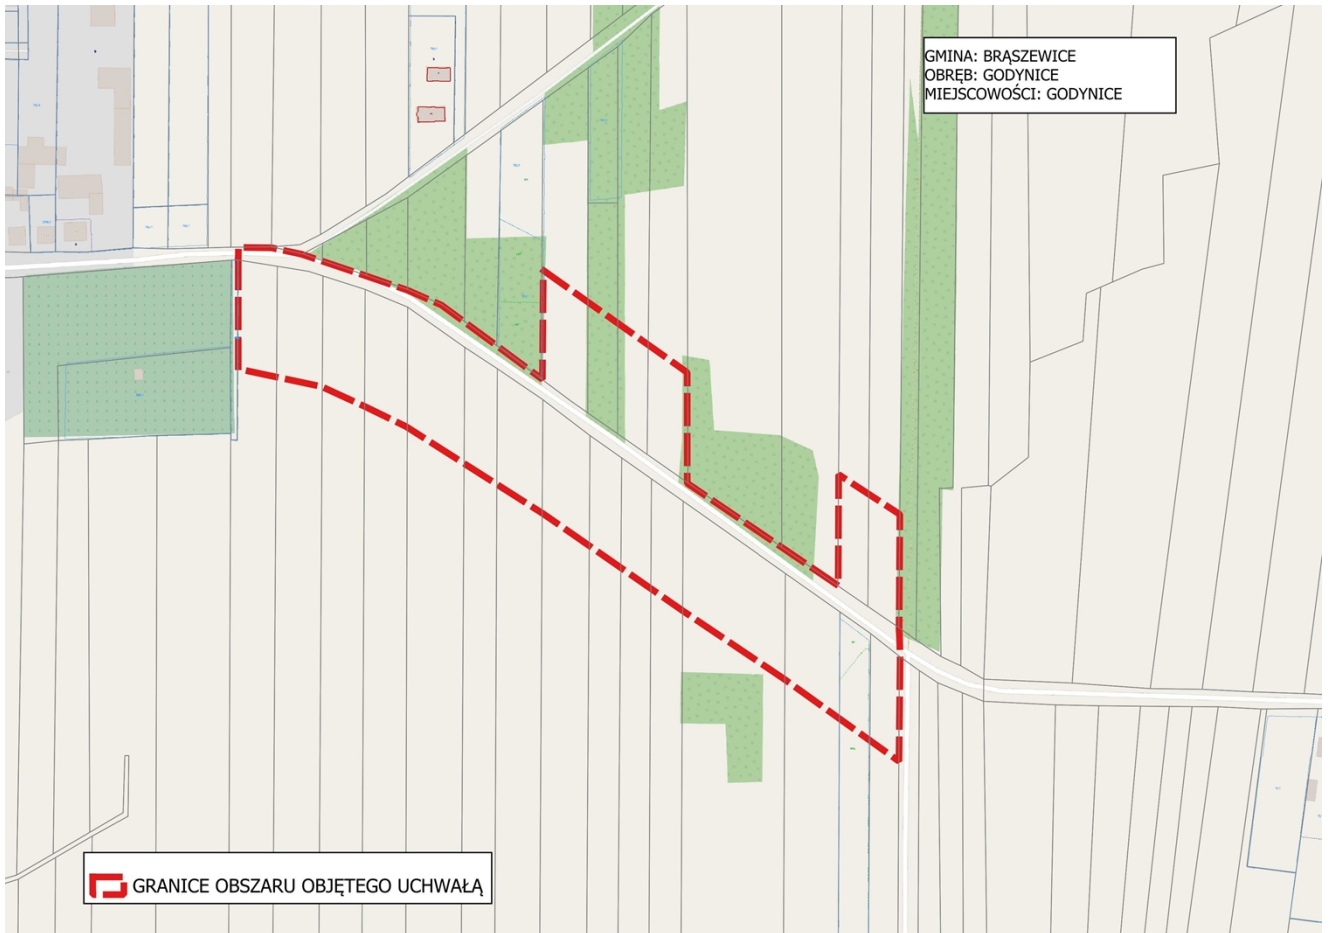 GMINA: BRĄSZEWICE
OBRĘB: GODYNICE
MIEJSCOWOŚCI: GODYNICE
GRANICE OBSZARU OBJĘTEGO UCHWAŁĄ